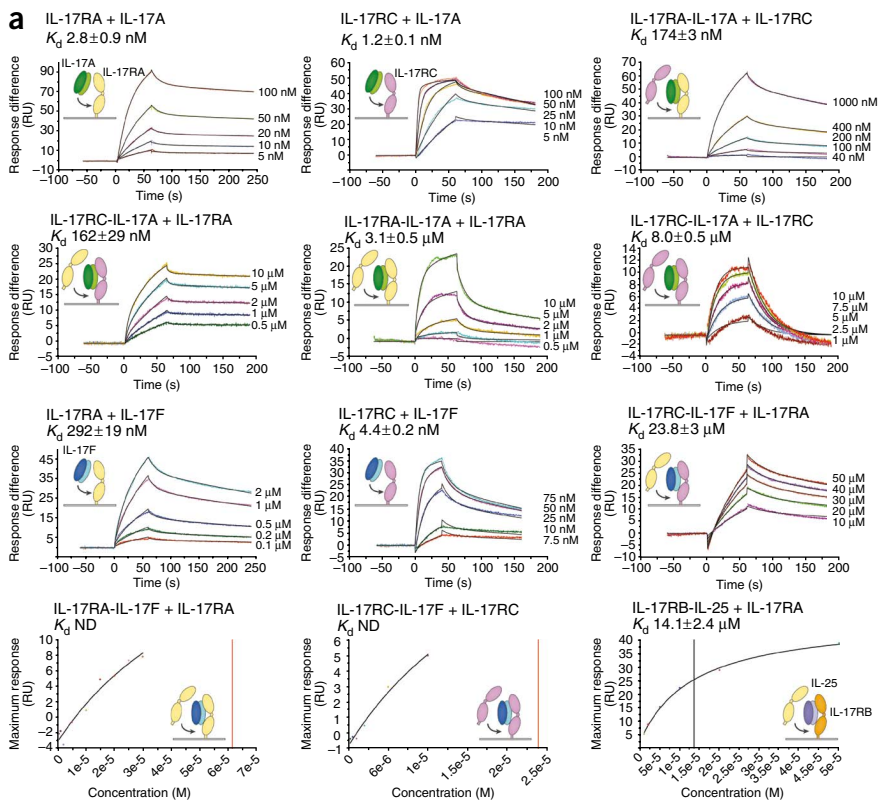 a
IL-17RA + IL-17A
Kd 2.8±0.9 nM
IL-17A
IL-17RA
Response difference (RU)
90
70
50
30
10
–10
100 nM
50 nM
20 nM
10 nM
5 nM
–100 –50 0 50 100 150 200 250
Time (s)
IL-17RC + IL-17A
Kd 1.2±0.1 nM
IL-17RC
Response difference (RU)
60
50
40
30
20
10
0
–10
100 nM
50 nM
25 nM
10 nM
5 nM
–100 –50 0 50 100 150 200
Time (s)
IL-17RA-IL-17A + IL-17RC
Kd 174±3 nM
Response difference (RU)
70
60
50
40
30
20
10
0
–10
1000 nM
400 nM
200 nM
100 nM
40 nM
–100 –50 0 50 100 150 200
Time (s)
IL-17RC-IL-17A + IL-17RA
Kd 162±29 nM
Response difference (RU)
30
25
20
15
10
5
0
–5
10 µM
5 µM
2 µM
1 µM
0.5 µM
–100 –50 0 50 100 150 200
Time (s)
IL-17RA-IL-17A + IL-17RA
Kd 3.1±0.5 µM
Response difference (RU)
25
20
15
10
5
0
–5
10 µM
5 µM
2 µM
1 µM
0.5 µM
–100 –50 0 50 100 150 200
Time (s)
IL-17RC-IL-17A + IL-17RC
Kd 8.0±0.5 µM
Response difference (RU)
14
12
10
8
6
4
2
0
–2
–4
10 µM
7.5 µM
5 µM
2.5 µM
1 µM
–100 –50 0 50 100 150 200
Time (s)
IL-17RA + IL-17F
Kd 292±19 nM
IL-17F
Response difference (RU)
45
35
25
15
5
–5
2 µM
1 µM
0.5 µM
0.2 µM
0.1 µM
–100 –50 0 50 100 150 200 250
Time (s)
IL-17RC + IL-17F
Kd 4.4±0.2 nM
Response difference (RU)
40
35
30
25
20
15
10
5
0
–5
75 nM
50 nM
25 nM
10 nM
7.5 nM
–100 –50 0 50 100 150 200
Time (s)
IL-17RC-IL-17F + IL-17RA
Kd 23.8±3 µM
Response difference (RU)
35
30
25
20
15
10
5
0
–5
–10
50 µM
40 µM
30 µM
20 µM
10 µM
–100 –50 0 50 100 150 200
Time (s)
IL-17RA-IL-17F + IL-17RA
Kd ND
Maximum response (RU)
10
8
6
4
2
0
–2
–4
0 1e-5 2e-5 3e-5 4e-5 5e-5 6e-5 7e-5
Concentration (M)
IL-17RC-IL-17F + IL-17RC
Kd ND
Maximum response (RU)
8
7
6
5
4
3
2
1
0
–1
0 6e-6 1e-5 1.5e-5 2e-5 2.5e-5
Concentration (M)
IL-17RB-IL-25 + IL-17RA
Kd 14.1±2.4 µM
IL-25
IL-17RB
Maximum response (RU)
40
35
30
25
20
15
10
5
0 5e-5 1e-5 1.5e-5 2e-5 2.5e-5 3e-5 3.5e-5 4e-5 4.5e-5 5e-5
Concentration (M)